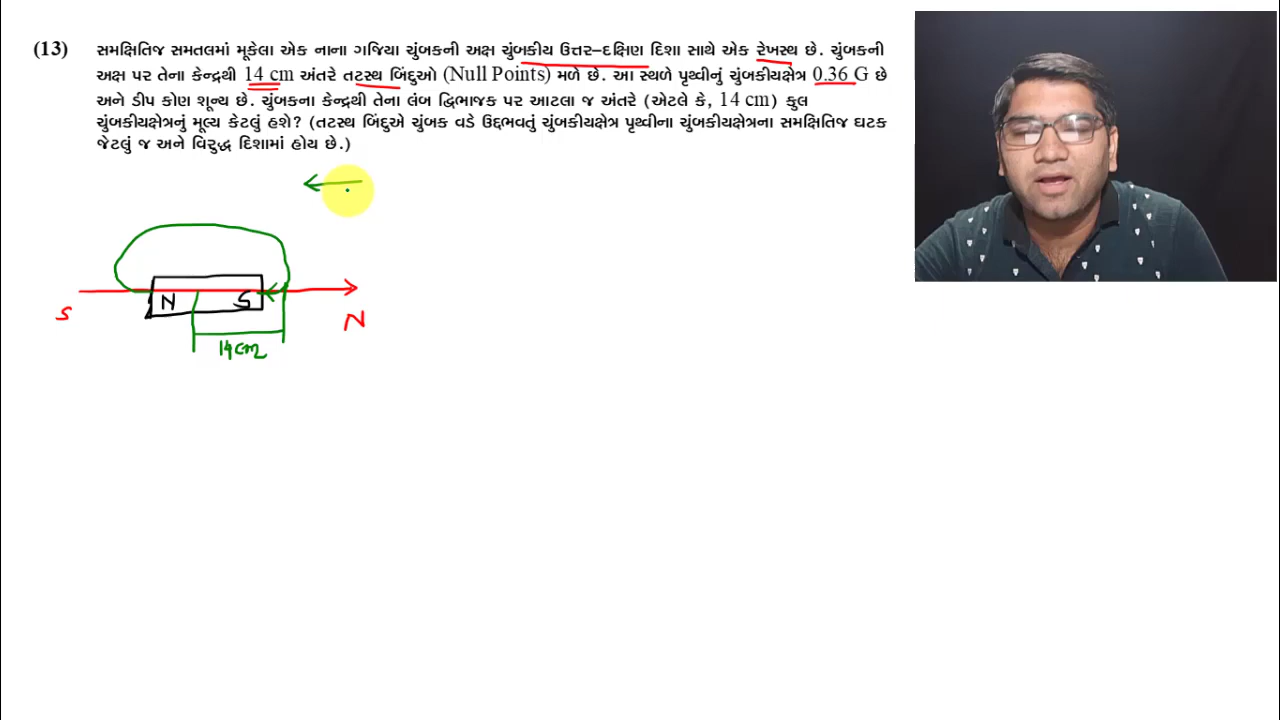 (13) સમક્ષિતિજ સમતલમાં મૂકેલા એક નાના ગજિયા ચુંબકની અક્ષ ચુંબકીય ઉત્તર–દક્ષિણ દિશા સાથે એક રેખસ્થ છે. ચુંબકની
અક્ષ પર તેના કેન્દ્રથી 14 cm અંતરે તટસ્થ બિંદુઓ (Null Points) મળે છે. આ સ્થળે પૃથ્વીનું ચુંબકીયક્ષેત્ર 0.36 G છે
અને ડીપ કોણ શૂન્ય છે. ચુંબકના કેન્દ્રથી તેના લંબ દ્વિભાજક પર આટલા જ અંતરે (એટલે કે, 14 cm) કુલ
ચુંબકીયક્ષેત્રનું મૂલ્ય કેટલું હશે? (તટસ્થ બિંદુએ ચુંબક વડે ઉદ્દભવતું ચુંબકીયક્ષેત્ર પૃથ્વીના ચુંબકીયક્ષેત્રના સમક્ષિતિજ ઘટક
જેટલું જ અને વિરુદ્ધ દિશામાં હોય છે.)
N S
S N
14cm